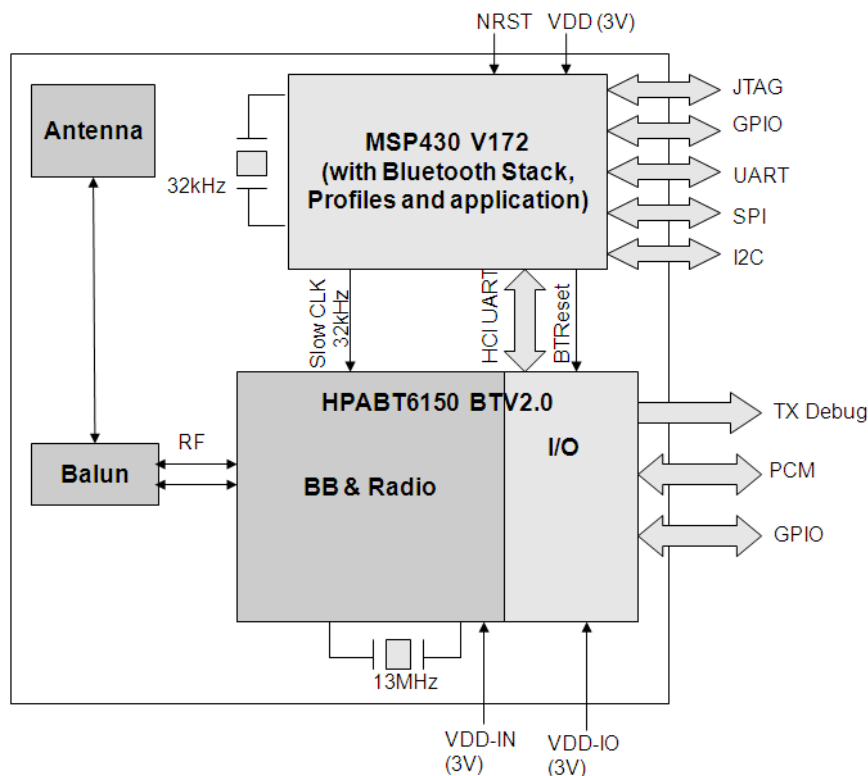 NRST VDD (3V)
Antenna
MSP430 V172
(with Bluetooth Stack,
Profiles and application)
32kHz
JTAG
GPIO
UART
SPI
I2C
Slow CLK
32kHz
HCI UART
BTReset
HPABT6150 BTV2.0
I/O
BB & Radio
RF
Balun
TX Debug
PCM
GPIO
13MHz
VDD-IN
(3V)
VDD-IO
(3V)